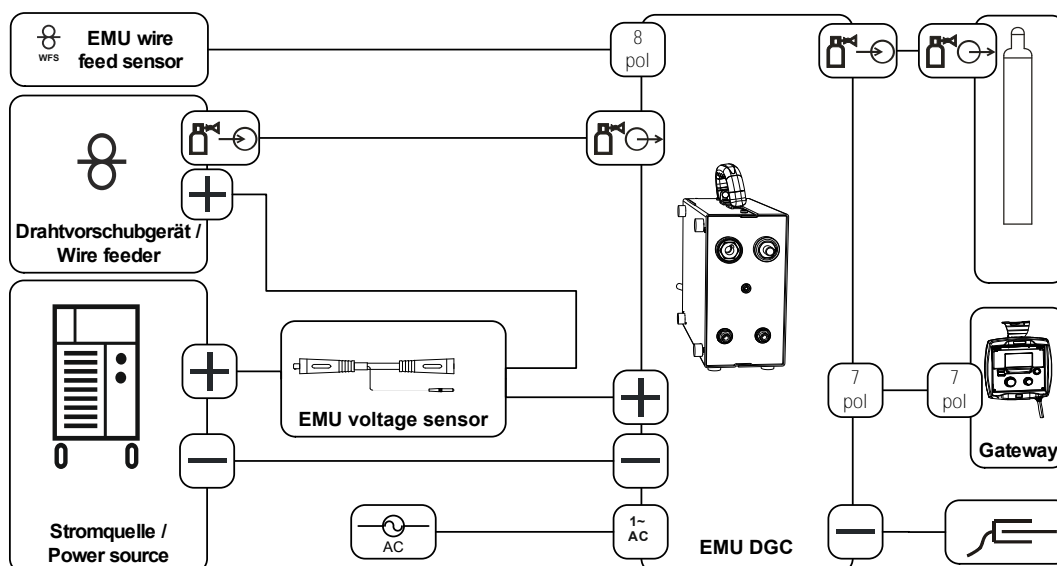 EMU wire
feed sensor
WFS
8
pol
Drahtvorschubgerät /
Wire feeder
EMU voltage sensor
7
pol
7
pol
Gateway
Stromquelle /
Power source
AC
1~
AC
EMU DGC